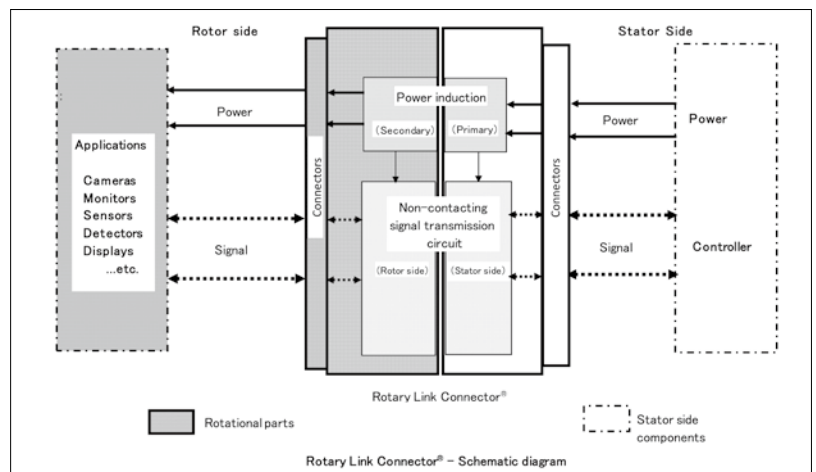 Rotor side
Stator Side
Power induction
(Secondary)
(Primary)
Power
Power
Power
Applications
Cameras
Monitors
Sensors
Detectors
Displays
...etc.
Connectors
Connectors
Non-contacting
signal transmission
circuit
(Rotor side)
(Stator side)
Signal
Signal
Controller
Rotary Link Connector®
Rotational parts
Stator side
components
Rotary Link Connector® – Schematic diagram